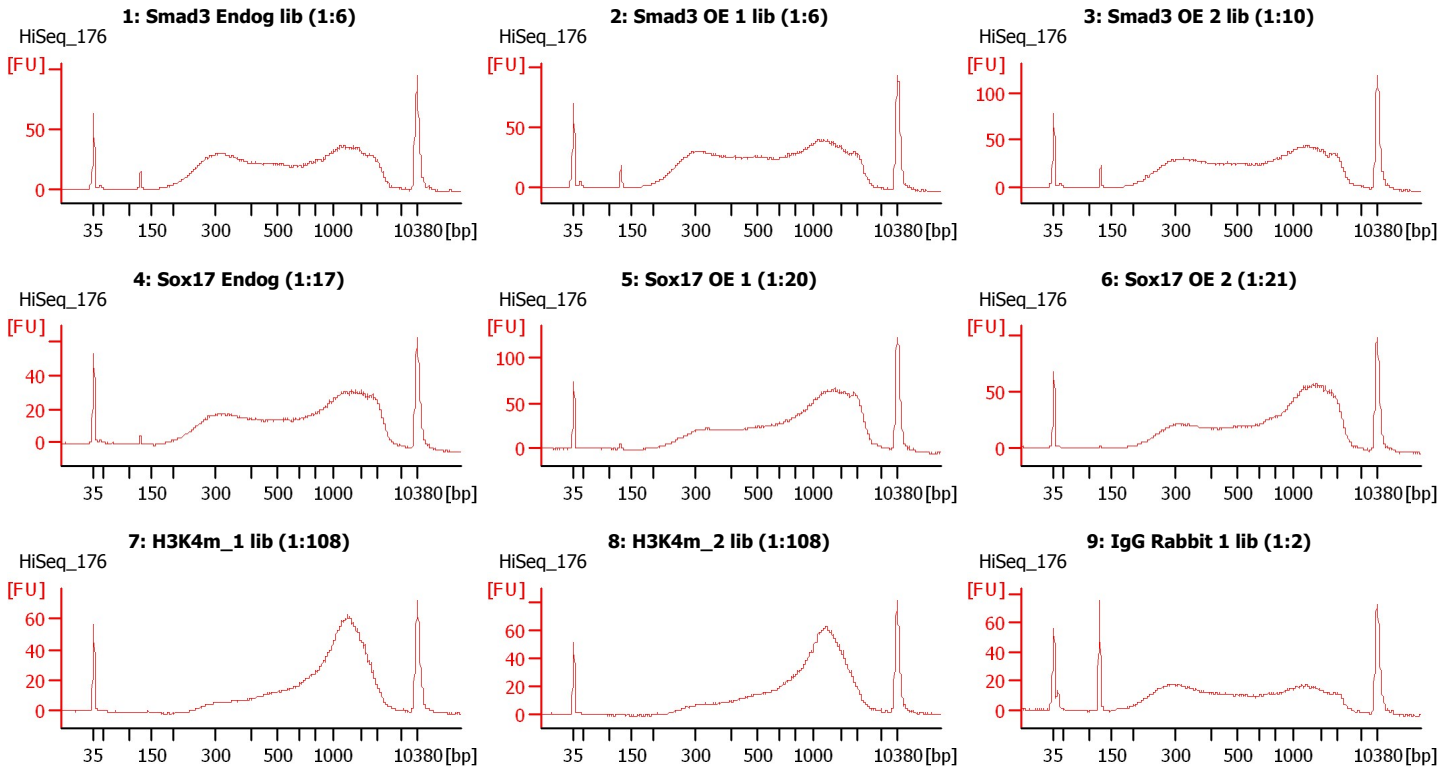 1: Smad3 Endog lib (1:6)
HiSeq_176
[FU]
50
0
35 150 300 500 1000 10380 [bp]
2: Smad3 OE 1 lib (1:6)
HiSeq_176
[FU]
50
0
35 150 300 500 1000 10380 [bp]
3: Smad3 OE 2 lib (1:10)
HiSeq_176
[FU]
100
50
0
35 150 300 500 1000 10380 [bp]
4: Sox17 Endog (1:17)
HiSeq_176
[FU]
40
20
0
35 150 300 500 1000 10380 [bp]
5: Sox17 OE 1 (1:20)
HiSeq_176
[FU]
100
50
0
35 150 300 500 1000 10380 [bp]
6: Sox17 OE 2 (1:21)
HiSeq_176
[FU]
50
0
35 150 300 500 1000 10380 [bp]
7: H3K4m_1 lib (1:108)
HiSeq_176
[FU]
60
40
20
0
35 150 300 500 1000 10380 [bp]
8: H3K4m_2 lib (1:108)
HiSeq_176
[FU]
60
40
20
0
35 150 300 500 1000 10380 [bp]
9: IgG Rabbit 1 lib (1:2)
HiSeq_176
[FU]
60
40
20
0
35 150 300 500 1000 10380 [bp]